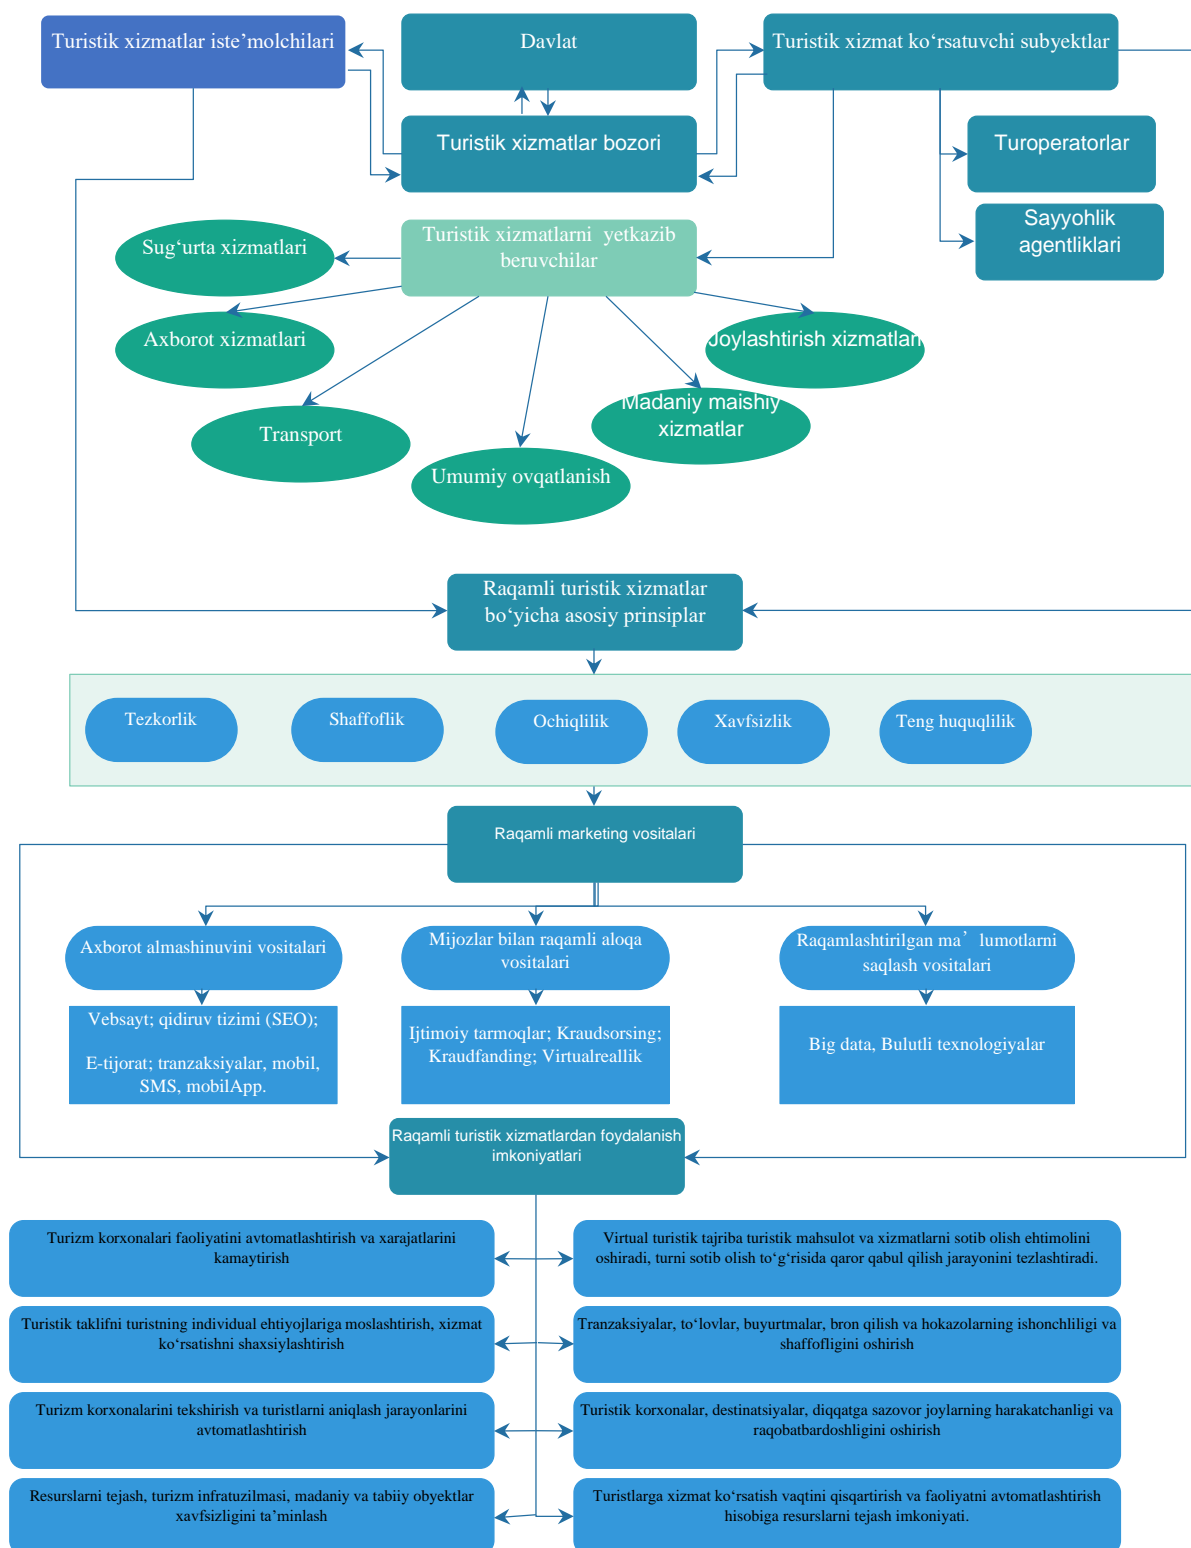 Turistik xizmatlar iste’molchilari
Davlat
Turistik xizmat ko‘rsatuvchi subyektlar
Turistik xizmatlar bozori
Turoperatorlar
Sayyohlik
agentliklari
Turistik xizmatlarni yetkazib
beruvchilar
Sug‘urta xizmatlari
Axborot xizmatlari
Joylashtirish xizmatlari
Transport
Madaniy maishiy
xizmatlar
Umumiy ovqatlanish
Raqamli turistik xizmatlar
bo‘yicha asosiy prinsiplar
Tezkorlik
Shaffoflik
Ochiqlilik
Xavfsizlik
Teng huquqlilik
Raqamli marketing vositalari
Axborot almashinuvini vositalari
Mijozlar bilan raqamli aloqa
vositalari
Raqamlashtirilgan ma’ lumotlarni
saqlash vositalari
Vebsayt; qidiruv tizimi (SEO);
E-tijorat; tranzaksiyalar, mobil,
SMS, mobilApp.
Ijtimoiy tarmoqlar; Kraudsorsing;
Kraudfanding; Virtualreallik
Big data, Bulutli texnologiyalar
Raqamli turistik xizmatlardan foydalanish
imkoniyatlari
Turizm korxonalari faoliyatini avtomatlashtirish va xarajatlarini
kamaytirish
Virtual turistik tajriba turistik mahsulot va xizmatlarni sotib olish ehtimolini
oshiradi, turni sotib olish to‘g‘risida qaror qabul qilish jarayonini tezlashtiradi.
Turistik taklifni turistning individual ehtiyojlariga moslashtirish, xizmat
ko‘rsatishni shaxsiylashtirish
Tranzaksiyalar, to‘lovlar, buyurtmalar, bron qilish va hokazolarning ishonchliligi va
shaffofligini oshirish
Turizm korxonalarini tekshirish va turistlarni aniqlash jarayonlarini
avtomatlashtirish
Turistik korxonalar, destinatsiyalar, diqqatga sazovor joylarning harakatchanligi va
raqobatbardoshligini oshirish
Resurslarni tejash, turizm infratuzilmasi, madaniy va tabiiy obyektlar
xavfsizligini ta’minlash
Turistlarga xizmat ko‘rsatish vaqtini qisqartirish va faoliyatni avtomatlashtirish
hisobiga resurslarni tejash imkoniyati.